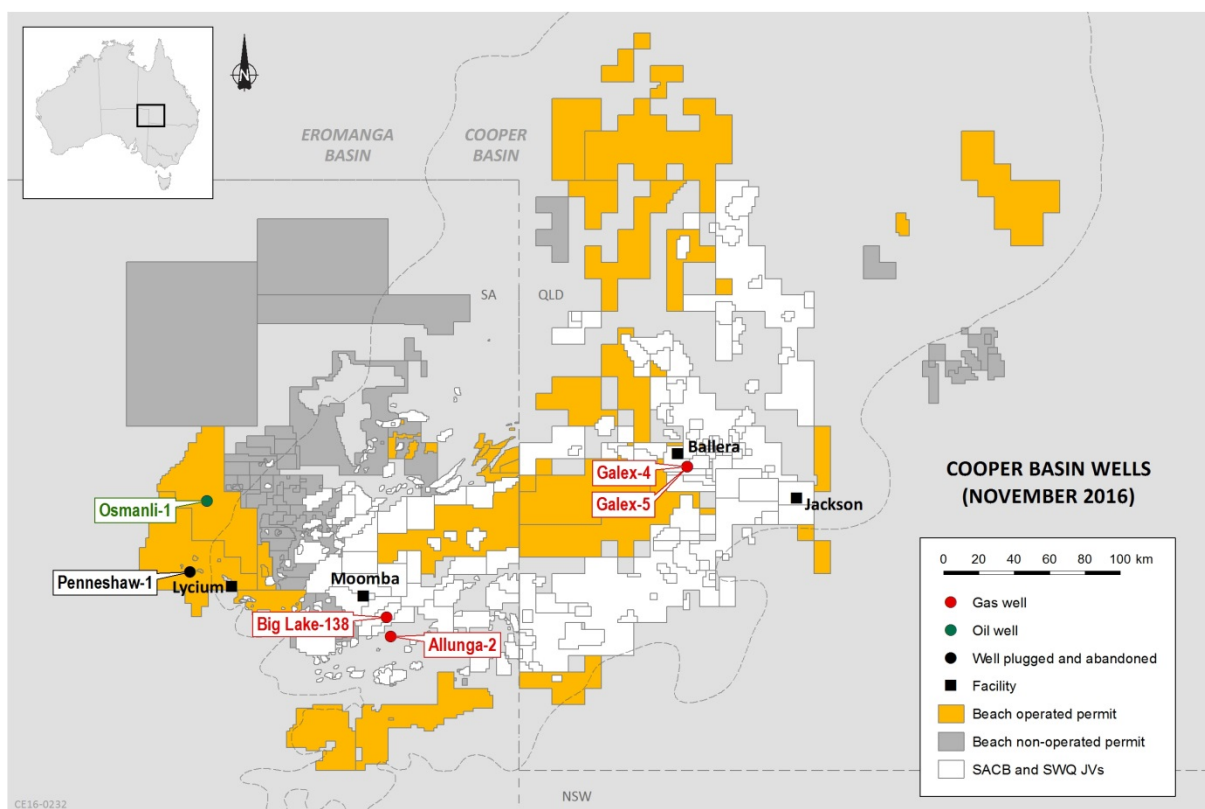 N
EROMANGA
BASIN
COOPER
BASIN
SA
QLD
Ballera
Galex-4
Galex-5
Jackson
Osmanli-1
Penneshaw-1
Lycium
Moomba
Big Lake-138
Allunga-2
NSW
CE16-0232
COOPER BASIN WELLS
(NOVEMBER 2016)
0 20 40 60 80 100 km
Gas well
Oil well
Well plugged and abandoned
Facility
Beach operated permit
Beach non-operated permit
SACB and SWQ JVs